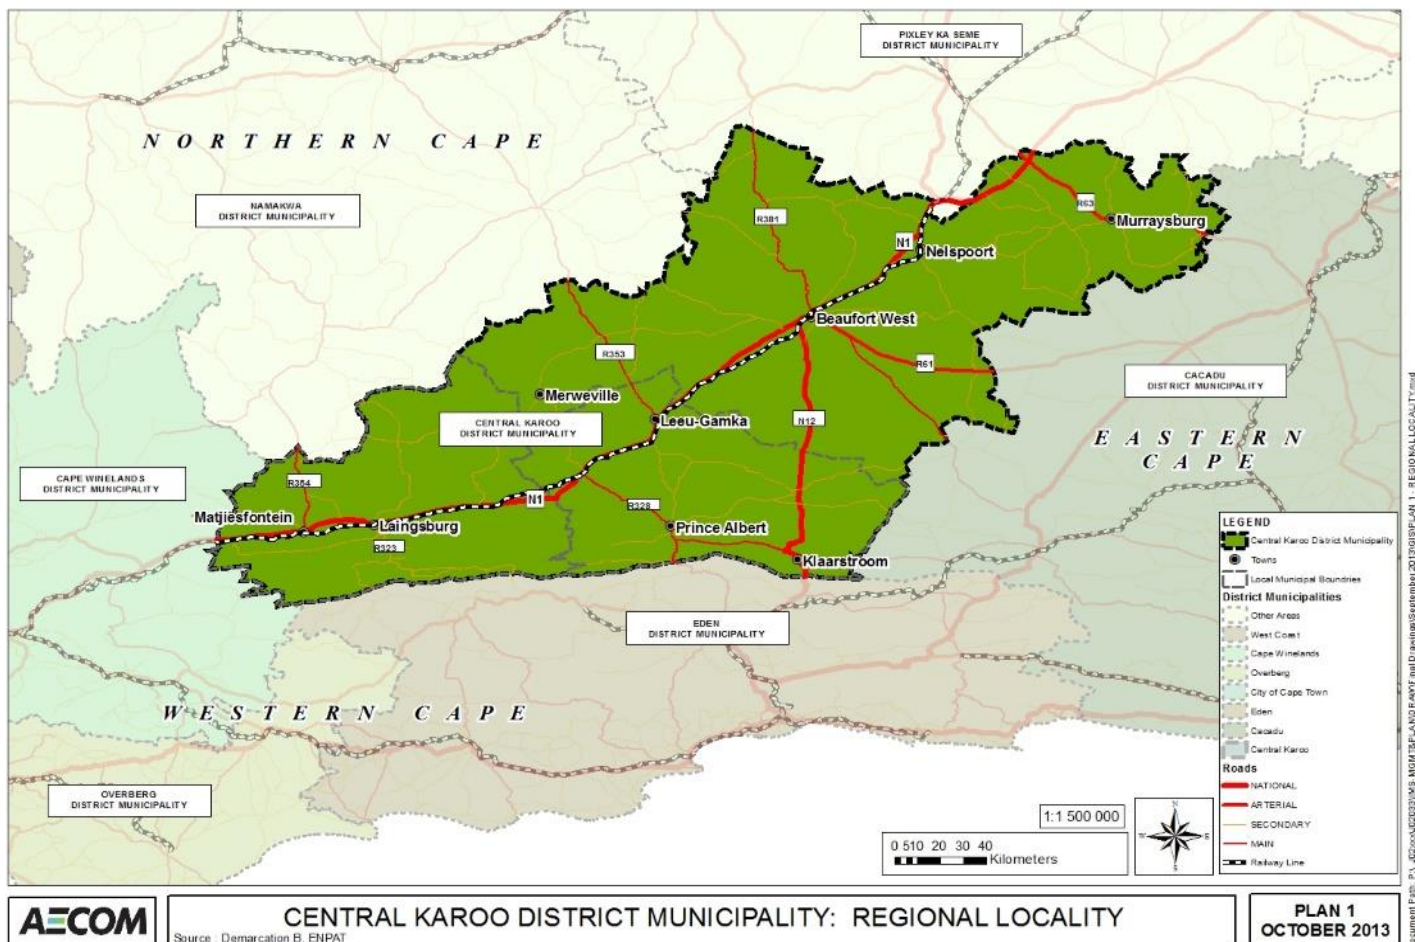 PIXLEY KA SEME
DISTRICT MUNICIPALITY
NORTHERN CAPE
NAMAKWA
DISTRICT MUNICIPALITY
R381
R63
Murraysburg
N1
Nelspoort
Beaufort West
R353
R61
CACADU
DISTRICT MUNICIPALITY
Merweville
Leeu-Gamka
N12
CENTRAL KAROO
DISTRICT MUNICIPALITY
EASTERN
CAPE
CAPE WINELANDS
DISTRICT MUNICIPALITY
R354
N1
R328
Matjiesfontein
Laingsburg
Prince Albert
R323
Klaarstroom
EDEN
DISTRICT MUNICIPALITY
WESTERN CAPE
OVERBERG
DISTRICT MUNICIPALITY
LEGEND
Central Karoo District Municipality
Towns
Local Municipal Boundries
District Municipalities
Other Areas
West Coast
Cape Winelands
Overberg
City of Cape Town
Eden
Cacadu
Central Karoo
Roads
NATIONAL
ARTERIAL
SECONDARY
MAIN
Railway Line
1:1 500 000
N
W
E
S
0 5 10 20 30 40
Kilometers
AECOM
CENTRAL KAROO DISTRICT MUNICIPALITY: REGIONAL LOCALITY
Source : Demarcation B, ENPAT
PLAN 1
OCTOBER 2013